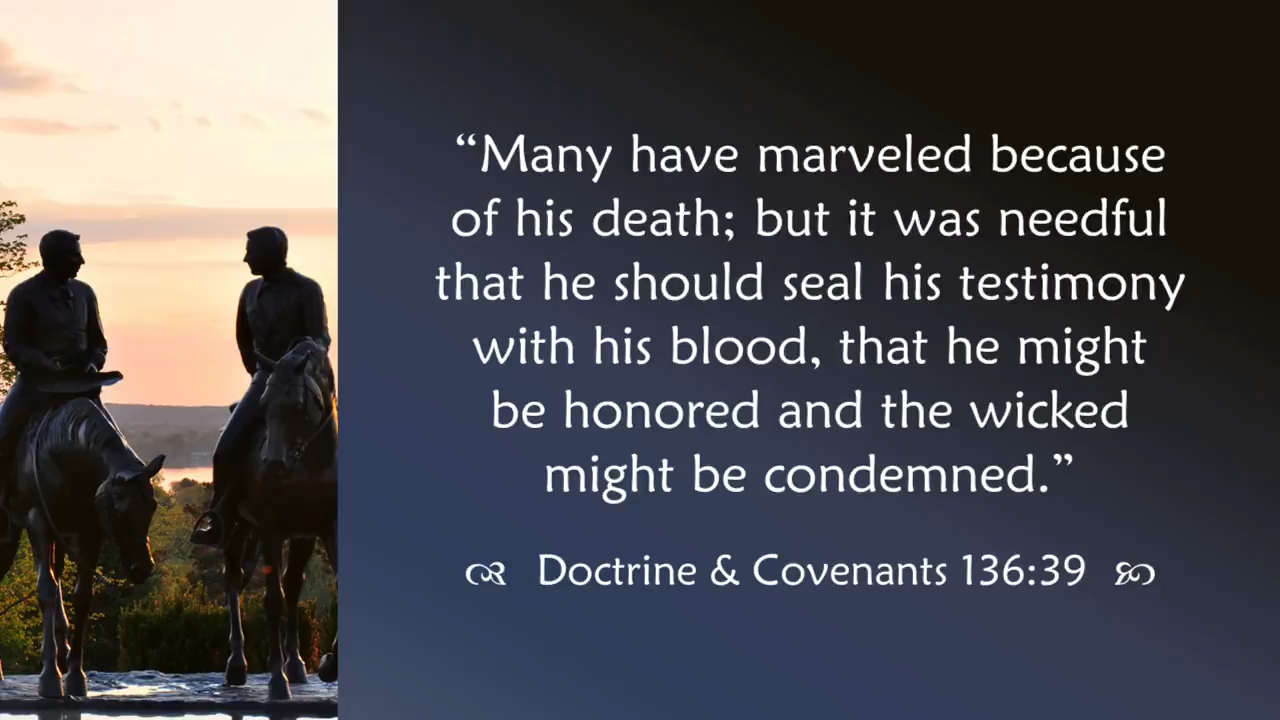 “Many have marveled because
of his death; but it was needful
that he should seal his testimony
with his blood, that he might
be honored and the wicked
might be condemned.”
Doctrine & Covenants 136:39